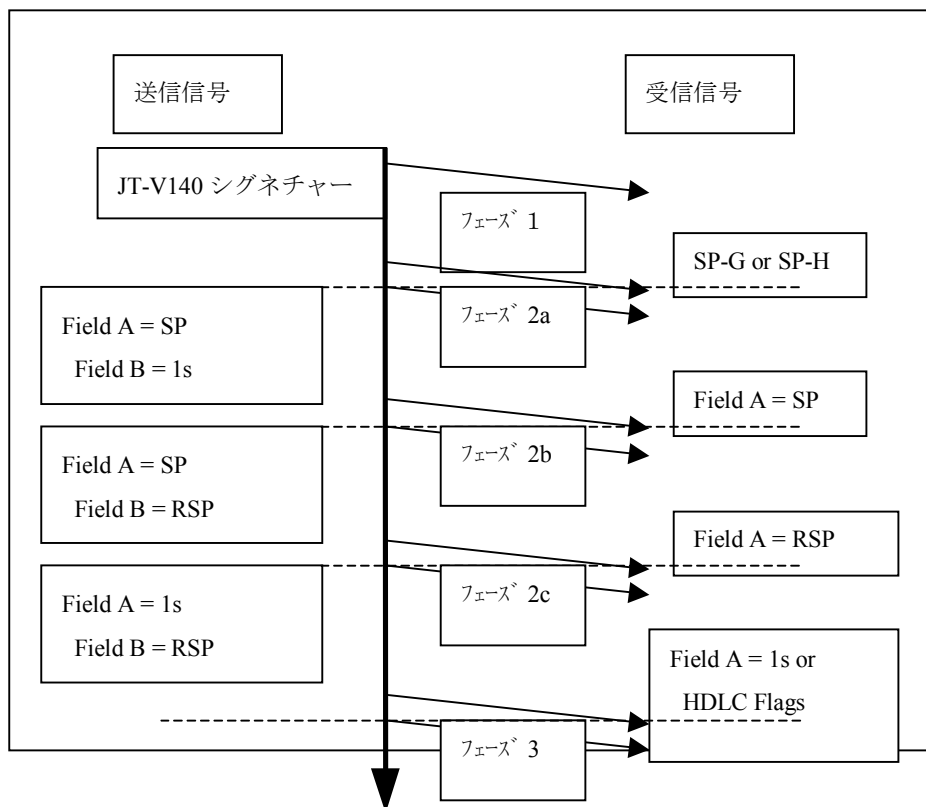 送信信号
受信信号
JT-V140 シグネチャー
フェーズ 1
SP-G or SP-H
フェーズ 2a
Field A = SP
Field B = 1s
Field A = SP
フェーズ 2b
Field A = SP
Field B = RSP
Field A = RSP
フェーズ 2c
Field A = 1s
Field B = RSP
Field A = 1s or
HDLC Flags
フェーズ 3